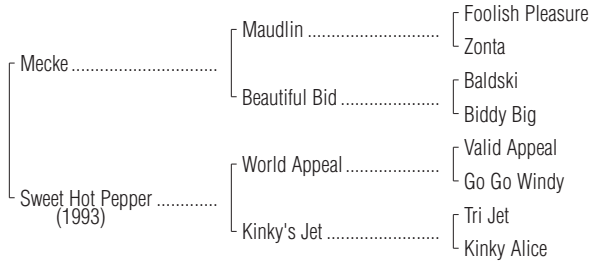 Foolish Pleasure
Maudlin ........................
Zonta
Mecke ...........................
Baldski
Beautiful Bid ..................
Biddy Big
Valid Appeal
World Appeal .................
Go Go Windy
Sweet Hot Pepper ...........
(1993)
Tri Jet
Kinky's Jet .....................
Kinky Alice